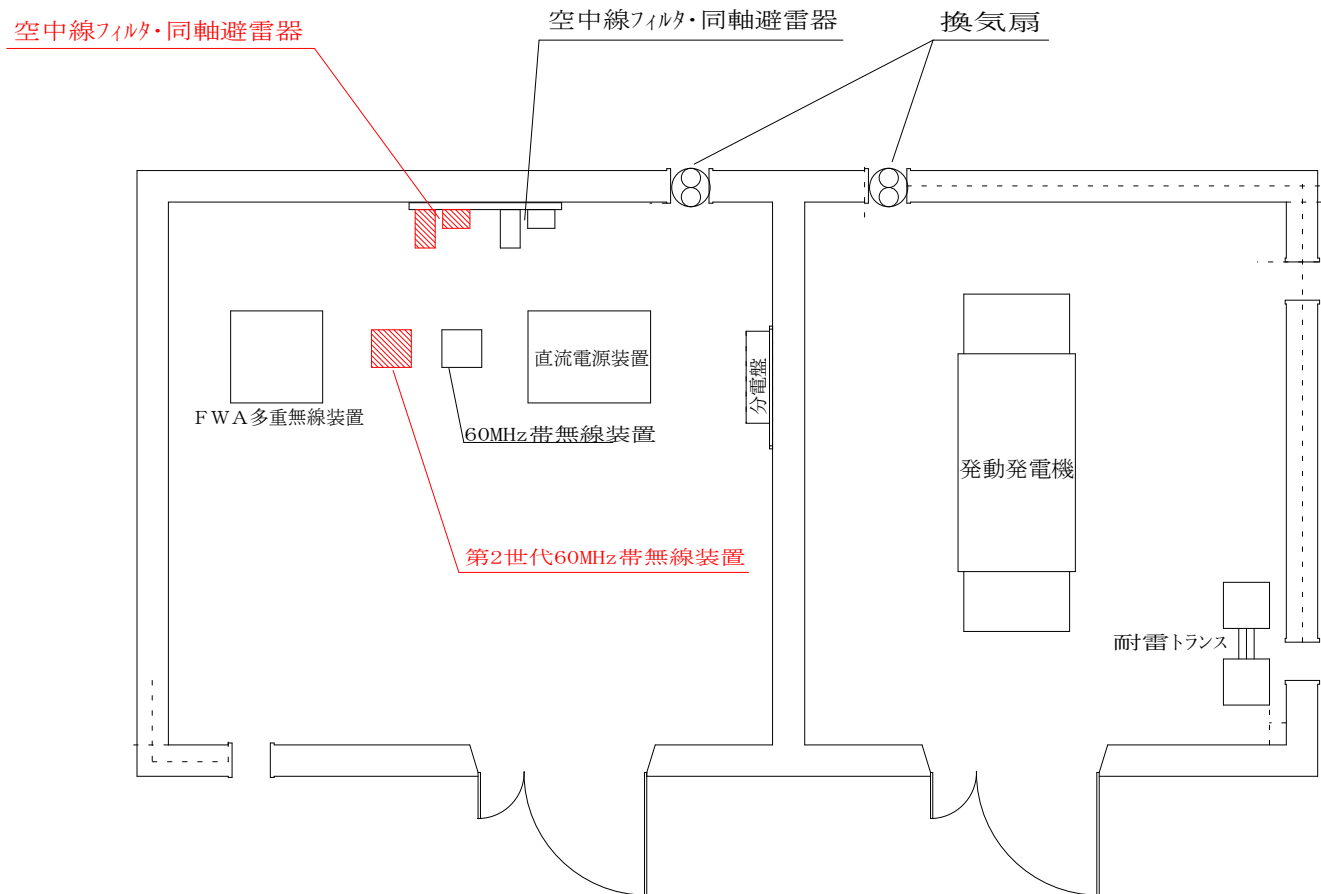 空中線フィルタ・同軸避雷器
空中線フィルタ・同軸避雷器
換気扇
直流電源装置
分電盤
FWA多重無線装置
60MHz帯無線装置
発動発電機
第2世代60MHz帯無線装置
耐雷トランス